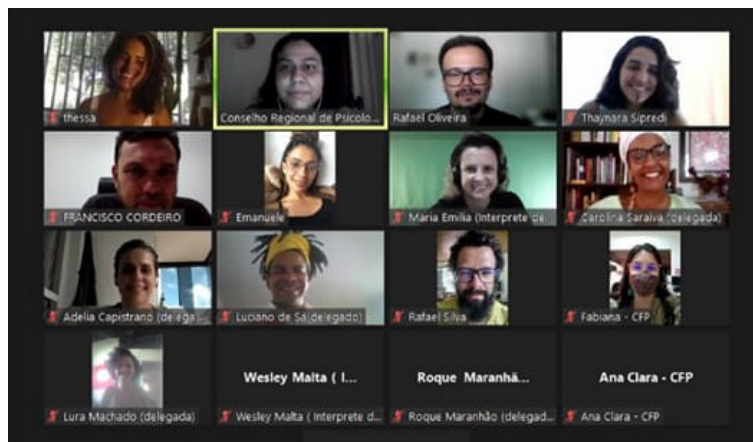 thessa
Conselho Regional de Psicolo...
Rafael Oliveira
Thaynara Sipredi
FRANCISCO CORDEIRO
Emanuele
Maria Emilia (Interprete de
Carolina Saraiva (delegada)
Adelia Capistrano (delega...
Luciano de Sá(delegado)
Rafael Silva
Fabiana - CFP
Lura Machado (delegada)
Wesley Malta ( I...
Wesley Malta ( Interprete d...
Roque Maranhã...
Roque Maranhão (delegad...
Ana Clara - CFP
Ana Clara - CFP